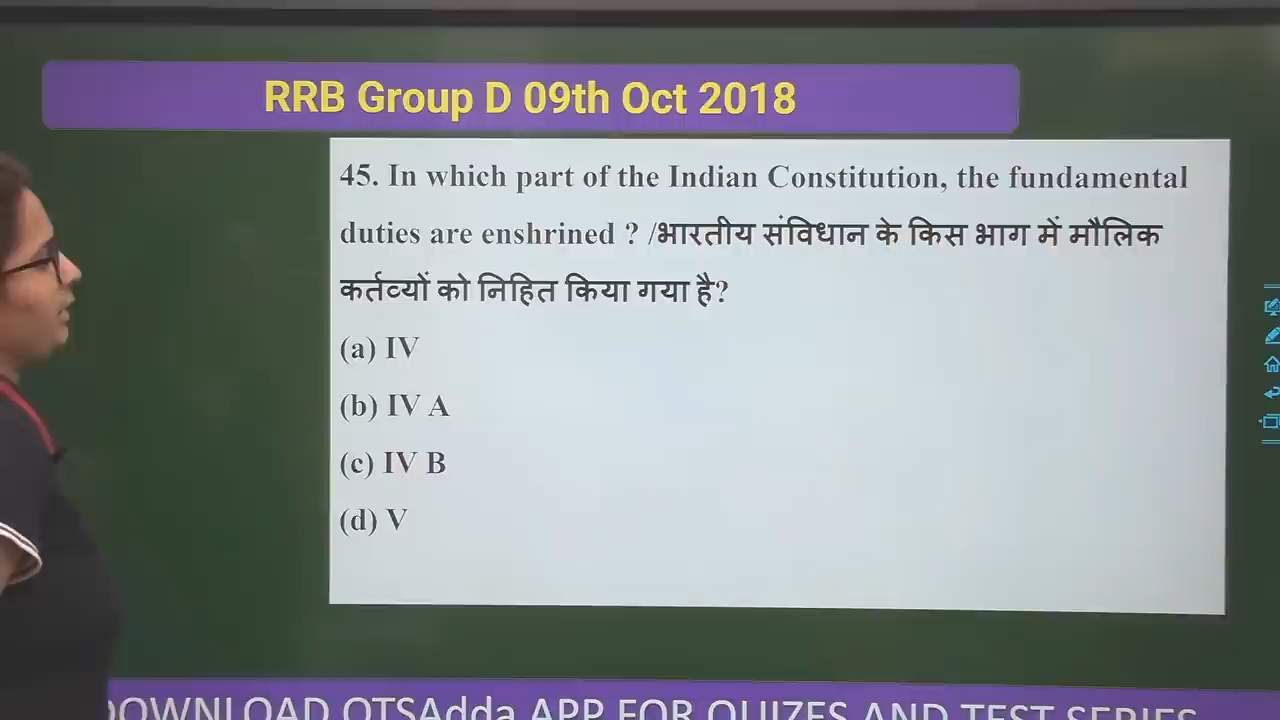 RRB Group D 09th Oct 2018
45. In which part of the Indian Constitution, the fundamental
duties are enshrined ? /भारतीय संविधान के किस भाग में मौलिक
कर्तव्यों को निहित किया गया है?
(a) IV
(b) IV A
(c) IV B
(d) V
DOWNLOAD OTSAdda APP FOR QUIZES AND TEST SERIES